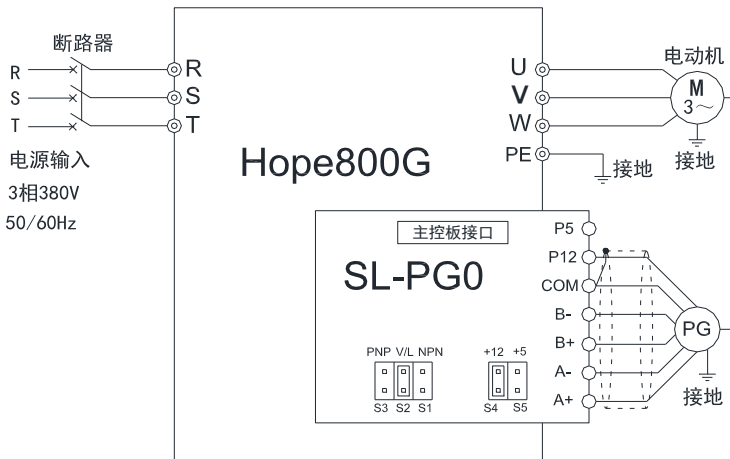 断路器
R
S
T
R
S
T
电源输入
3相380V
50/60Hz
Hope800G
U
V
W
PE
电动机
M
3～
接地
接地
主控板接口
SL-PG0
P5
P12
COM
B-
B+
A-
A+
PNP V/L NPN
S3 S2 S1
+12 +5
S4 S5
PG
接地